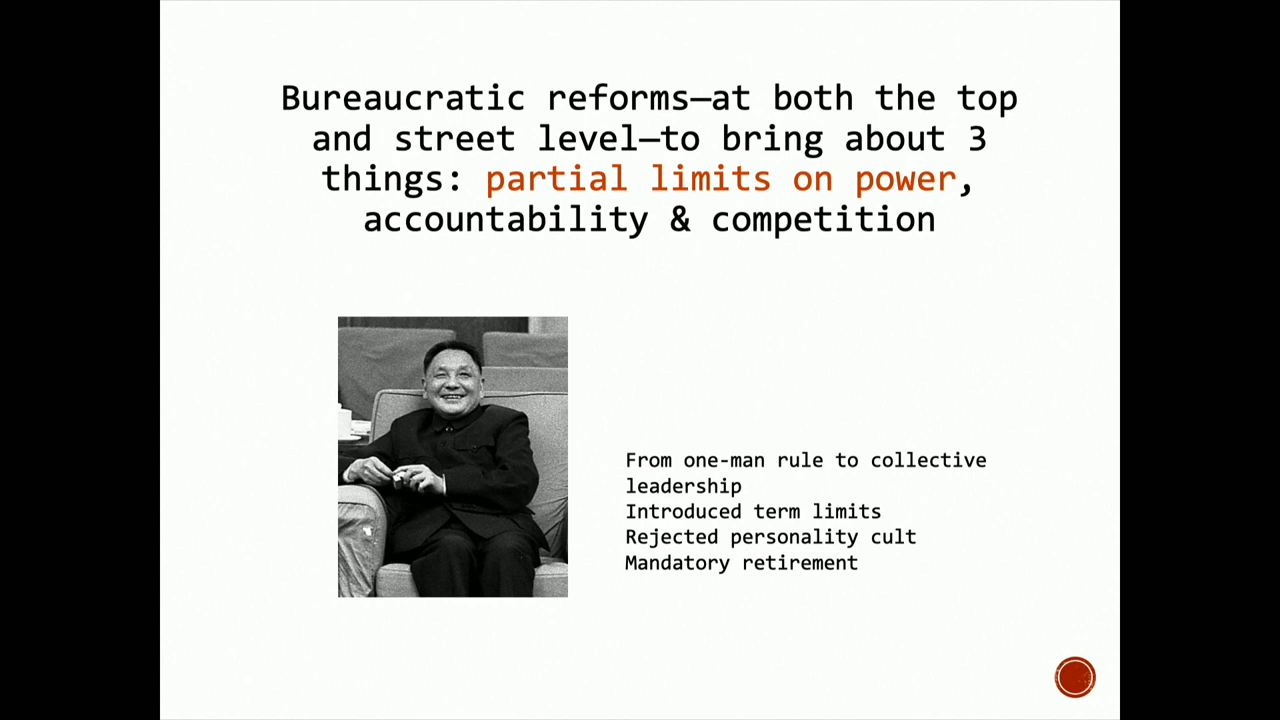 Bureaucratic reforms—at both the top
and street level—to bring about 3
things: partial limits on power,
accountability & competition
From one-man rule to collective
leadership
Introduced term limits
Rejected personality cult
Mandatory retirement